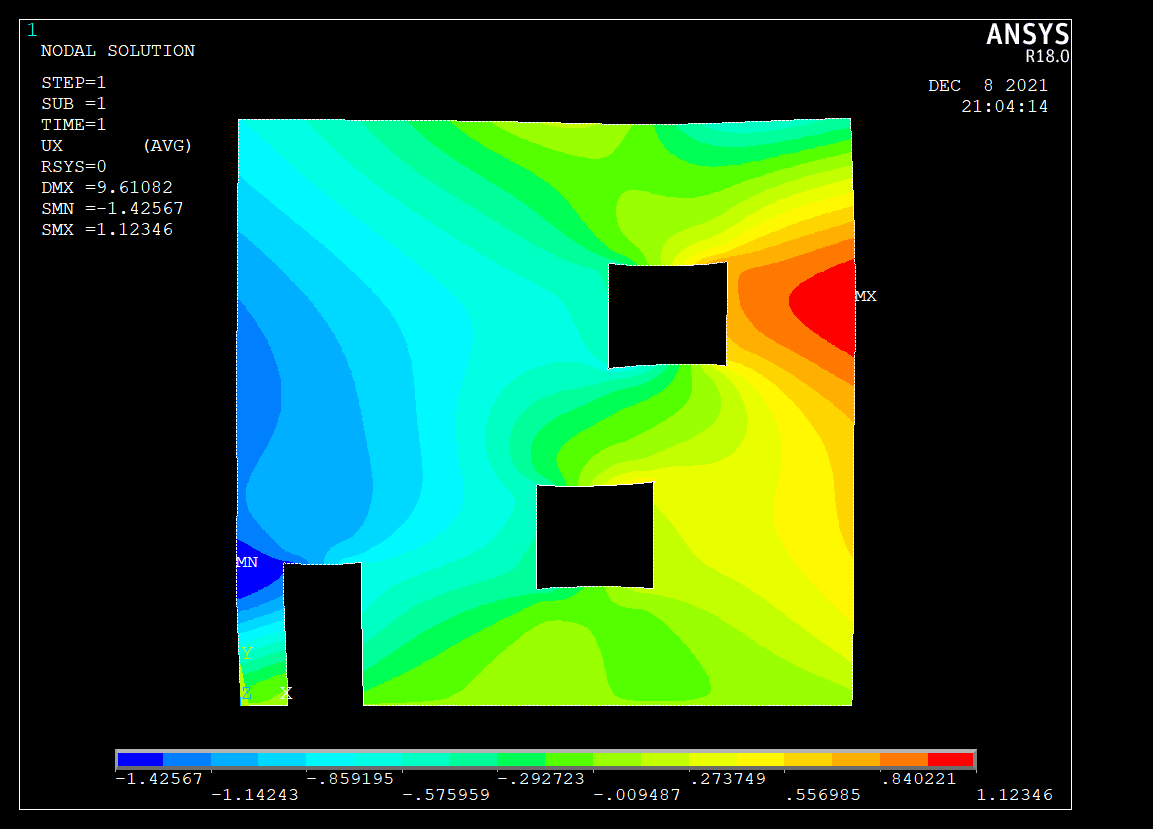 1
ANSYS
R18.0
NODAL SOLUTION
STEP=1
SUB =1
TIME=1
UX (AVG)
RSYS=0
DMX =9.61082
SMN =-1.42567
SMX =1.12346
DEC 8 2021
21:04:14
MX
MN
Y
Z X
-1.42567 -.859195 -.292723 .273749 .840221
-1.14243 -.575959 -.009487 .556985 1.12346